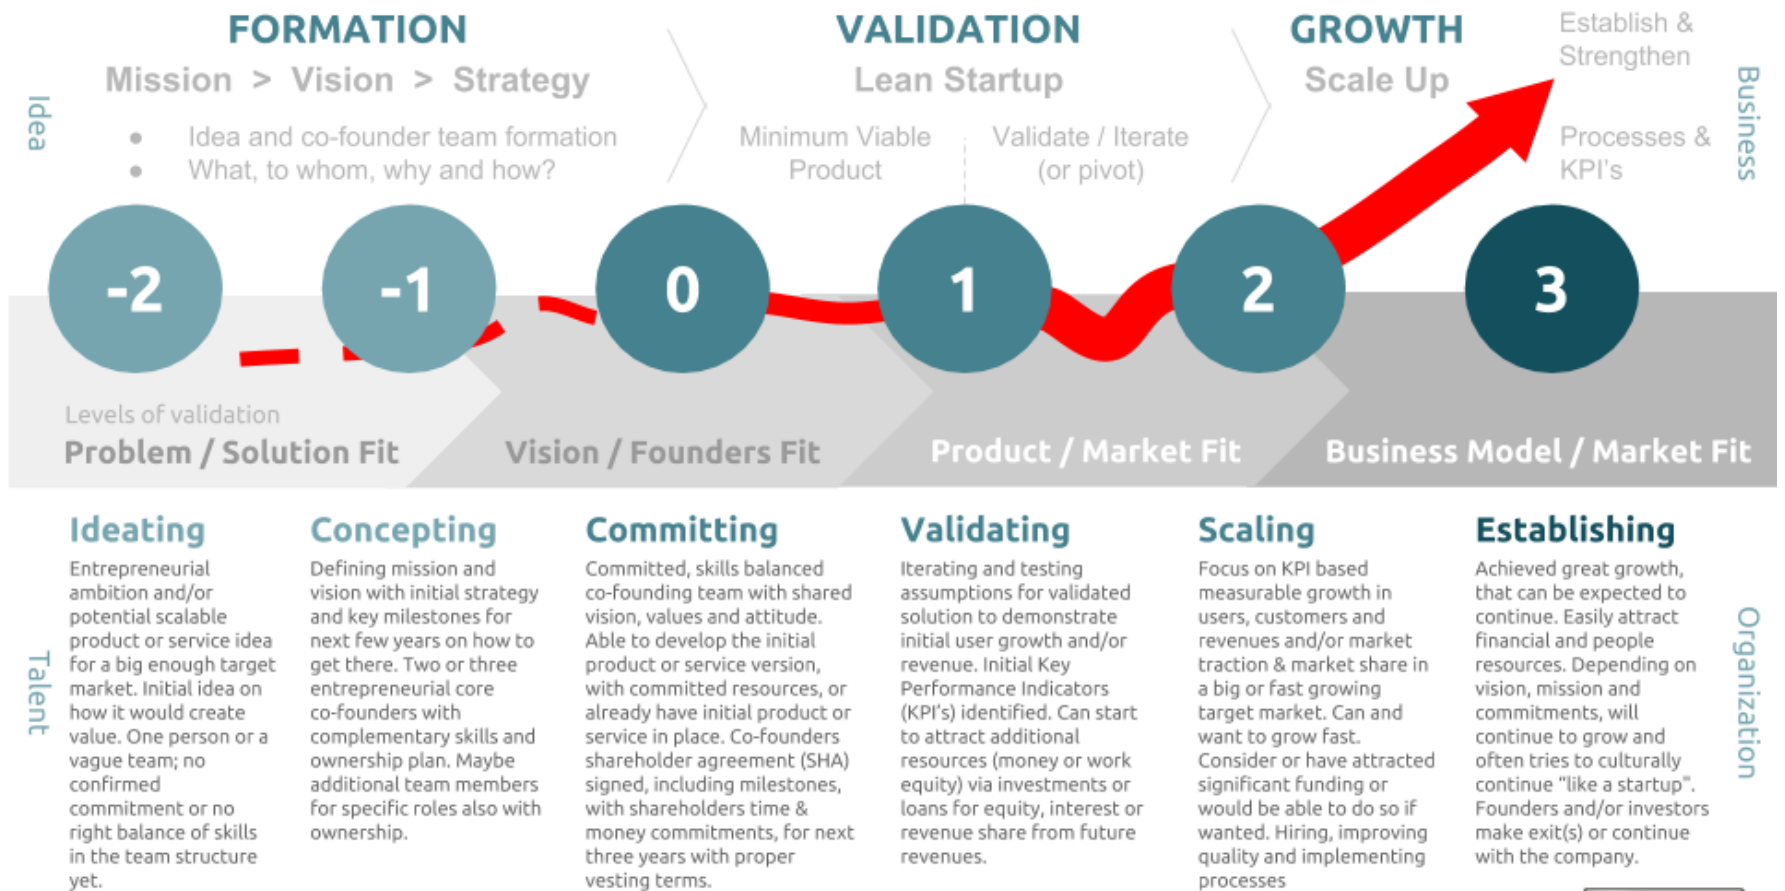 FORMATION
Mission > Vision > Strategy
● Idea and co-founder team formation
● What, to whom, why and how?
VALIDATION
Lean Startup
Minimum Viable
Product
Validate / Iterate
(or pivot)
GROWTH
Scale Up
Establish &
Strengthen
Processes &
KPI's
Idea
Business
-2
-1
0
1
2
3
Levels of validation
Problem / Solution Fit
Vision / Founders Fit
Product / Market Fit
Business Model / Market Fit
Talent
Ideating
Entrepreneurial
ambition and/or
potential scalable
product or service idea
for a big enough target
market. Initial idea on
how it would create
value. One person or a
vague team; no
confirmed
commitment or no
right balance of skills
in the team structure
yet.
Concepting
Defining mission and
vision with initial strategy
and key milestones for
next few years on how to
get there. Two or three
entrepreneurial core
co-founders with
complementary skills and
ownership plan. Maybe
additional team members
for specific roles also with
ownership.
Committing
Committed, skills balanced
co-founding team with shared
vision, values and attitude.
Able to develop the initial
product or service version,
with committed resources, or
already have initial product or
service in place. Co-founders
shareholder agreement (SHA)
signed, including milestones,
with shareholders time &
money commitments, for next
three years with proper
vesting terms.
Validating
Iterating and testing
assumptions for validated
solution to demonstrate
initial user growth and/or
revenue. Initial Key
Performance Indicators
(KPI's) identified. Can start
to attract additional
resources (money or work
equity) via investments or
loans for equity, interest or
revenue share from future
revenues.
Scaling
Focus on KPI based
measurable growth in
users, customers and
revenues and/or market
traction & market share in
a big or fast growing
target market. Can and
want to grow fast.
Consider or have attracted
significant funding or
would be able to do so if
wanted. Hiring, improving
quality and implementing
processes
Establishing
Achieved great growth,
that can be expected to
continue. Easily attract
financial and people
resources. Depending on
vision, mission and
commitments, will
continue to grow and
often tries to culturally
continue “like a startup".
Founders and/or investors
make exit(s) or continue
with the company.
Organization